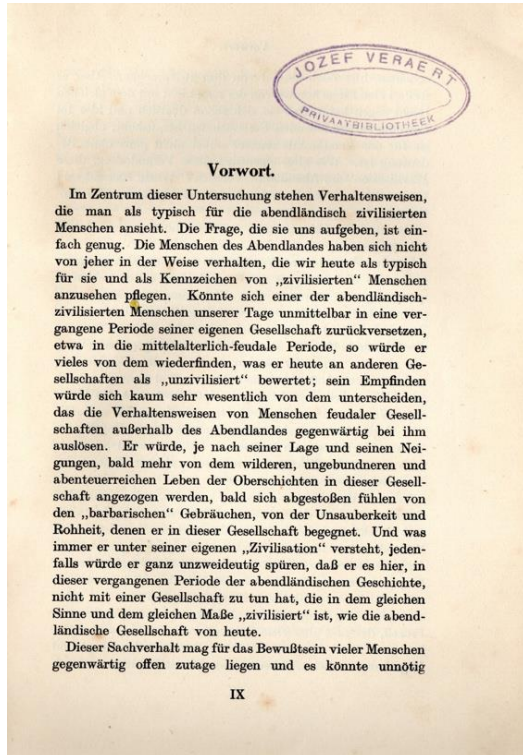 JOZEF VERAERT
PRIVAATBIBLIOTHEEK
Vorwort.
Im Zentrum dieser Untersuchung stehen Verhaltensweisen,
die man als typisch für die abendländisch zivilisierten
Menschen ansieht. Die Frage, die sie uns aufgeben, ist ein-
fach genug. Die Menschen des Abendlandes haben sich nicht
von jeher in der Weise verhalten, die wir heute als typisch
für sie und als Kennzeichen von „zivilisierten“ Menschen
anzusehen pflegen. Könnte sich einer der abendländisch-
zivilisierten Menschen unserer Tage unmittelbar in eine ver-
gangene Periode seiner eigenen Gesellschaft zurückversetzen,
etwa in die mittelalterlich-feudale Periode, so würde er
vieles von dem wiederfinden, was er heute an anderen Ge-
sellschaften als „unzivilisiert“ bewertet; sein Empfinden
würde sich kaum sehr wesentlich von dem unterscheiden,
das die Verhaltensweisen von Menschen feudaler Gesell-
schaften außerhalb des Abendlandes gegenwärtig bei ihm
auslösen. Er würde, je nach seiner Lage und seinen Nei-
gungen, bald mehr von dem wilderen, ungebundneren und
abenteuerreichen Leben der Oberschichten in dieser Gesell-
schaft angezogen werden, bald sich abgestoßen fühlen von
den „barbarischen“ Gebräuchen, von der Unsauberkeit und
Rohheit, denen er in dieser Gesellschaft begegnet. Und was
immer er unter seiner eigenen „Zivilisation“ versteht, jeden-
falls würde er ganz unzweideutig spüren, daß er es hier, in
dieser vergangenen Periode der abendländischen Geschichte,
nicht mit einer Gesellschaft zu tun hat, die in dem gleichen
Sinne und dem gleichen Maße „zivilisiert“ ist, wie die abend-
ländische Gesellschaft von heute.
Dieser Sachverhalt mag für das Bewußtsein vieler Menschen
gegenwärtig offen zutage liegen und es könnte unnötig
IX